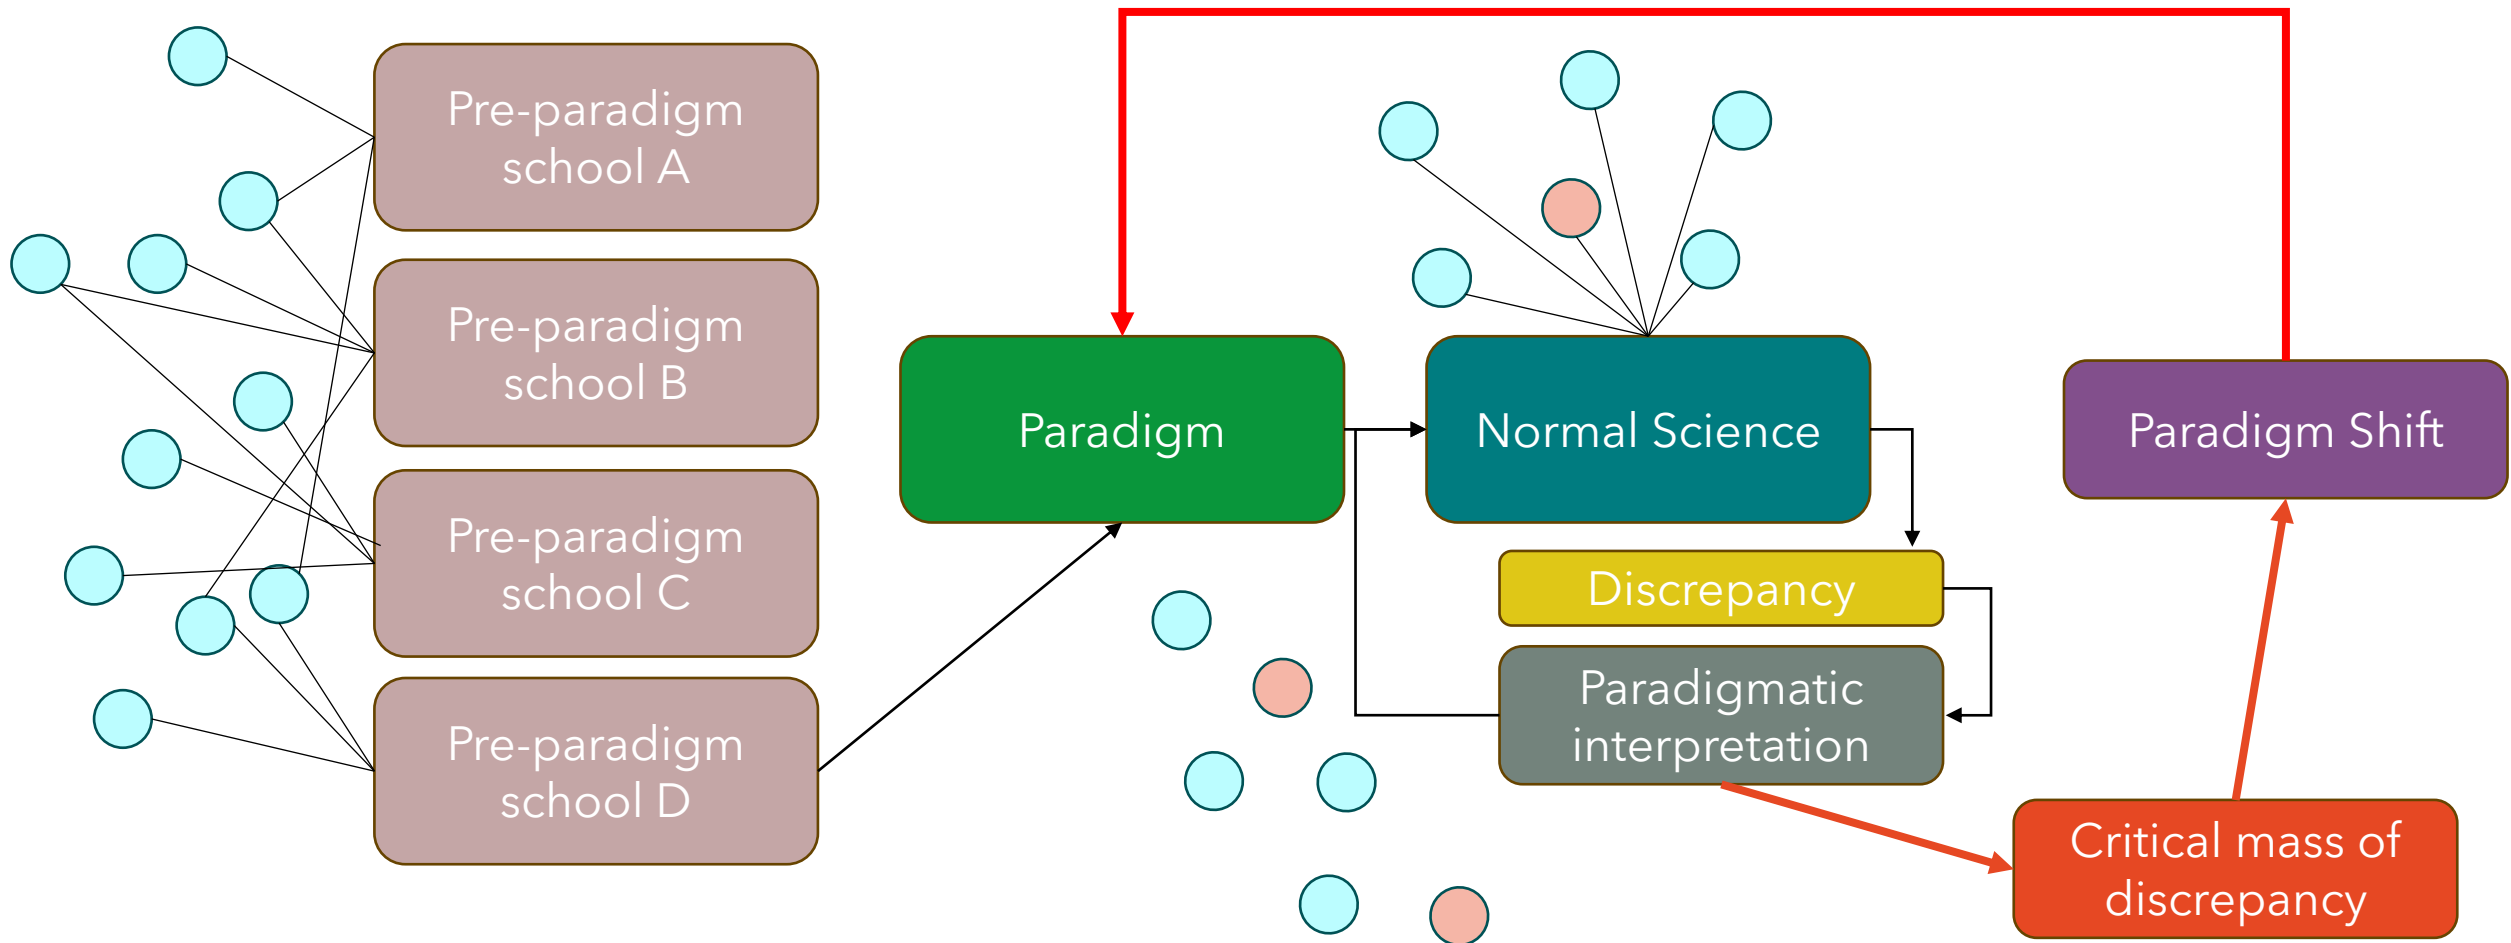 Pre-paradigm
school A
Pre-paradigm
school B
Pre-paradigm
school C
Pre-paradigm
school D
Paradigm
Normal Science
Discrepancy
Paradigmatic
interpretation
Paradigm Shift
Critical mass of
discrepancy